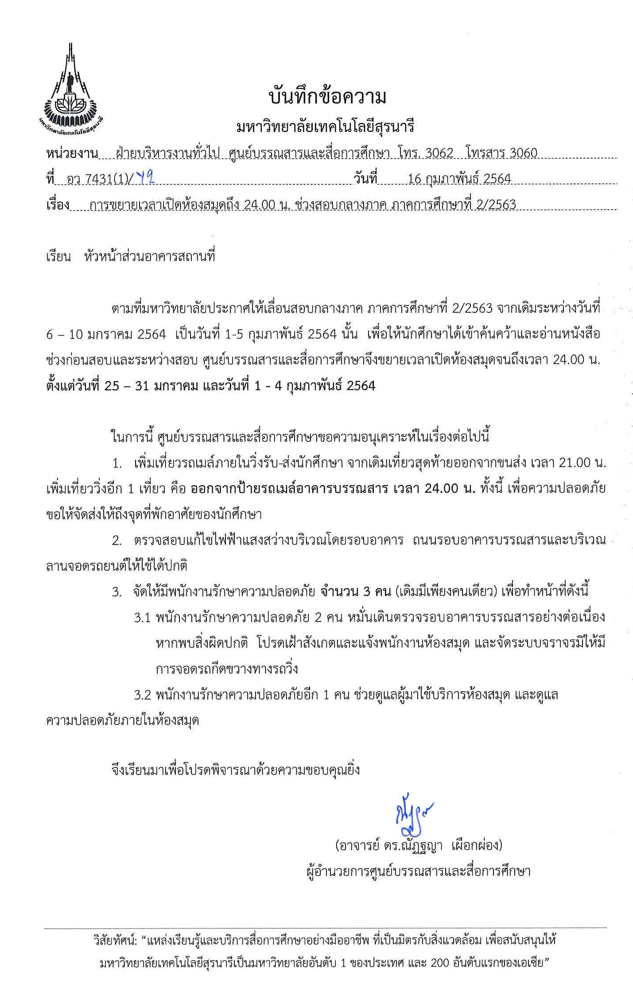 มหาวิทยาลัยเทคโนโลยีสุรนารี
บันทึกข้อความ
มหาวิทยาลัยเทคโนโลยีสุรนารี
หน่วยงาน ฝ่ายบริหารงานทั่วไป ศูนย์บรรณสารและสื่อการศึกษา โทร. 3062 โทรสาร 3060
ที่ อว 7431(1)/ วันที่ 16 กุมภาพันธ์ 2564
เรื่อง การขยายเวลาเปิดห้องสมุดถึง 24.00 น. ช่วงสอบกลางภาค ภาคการศึกษาที่ 2/2563
เรียน หัวหน้าส่วนอาคารสถานที่
ตามที่มหาวิทยาลัยประกาศให้เลื่อนสอบกลางภาค ภาคการศึกษาที่ 2/2563 จากเดิมระหว่างวันที่
6 – 10 มกราคม 2564 เป็นวันที่ 1-5 กุมภาพันธ์ 2564 นั้น เพื่อให้นักศึกษาได้เข้าค้นคว้าและอ่านหนังสือ
ช่วงก่อนสอบและระหว่างสอบ ศูนย์บรรณสารและสื่อการศึกษาจึงขยายเวลาเปิดห้องสมุดจนถึงเวลา 24.00 น.
ตั้งแต่วันที่ 25 – 31 มกราคม และวันที่ 1 - 4 กุมภาพันธ์ 2564
ในการนี้ ศูนย์บรรณสารและสื่อการศึกษาขอความอนุเคราะห์ในเรื่องต่อไปนี้
1. เพิ่มเที่ยวรถเมล์ภายในวิ่งรับ-ส่งนักศึกษา จากเดิมเที่ยวสุดท้ายออกจากขนส่ง เวลา 21.00 น.
เพิ่มเที่ยววิ่งอีก 1 เที่ยว คือ ออกจากป้ายรถเมล์อาคารบรรณสาร เวลา 24.00 น. ทั้งนี้ เพื่อความปลอดภัย
ขอให้จัดส่งให้ถึงจุดที่พักอาศัยของนักศึกษา
2. ตรวจสอบแก้ไขไฟฟ้าแสงสว่างบริเวณโดยรอบอาคาร ถนนรอบอาคารบรรณสารและบริเวณ
ลานจอดรถยนต์ให้ใช้ได้ปกติ
3. จัดให้มีพนักงานรักษาความปลอดภัย จำนวน 3 คน (เดิมมีเพียงคนเดียว) เพื่อทำหน้าที่ดังนี้
3.1 พนักงานรักษาความปลอดภัย 2 คน หมั่นเดินตรวจรอบอาคารบรรณสารอย่างต่อเนื่อง
หากพบสิ่งผิดปกติ โปรดเฝ้าสังเกตและแจ้งพนักงานห้องสมุด และจัดระบบจราจรมิให้มี
การจอดรถกีดขวางทางรถวิ่ง
3.2 พนักงานรักษาความปลอดภัยอีก 1 คน ช่วยดูแลผู้มาใช้บริการห้องสมุด และดูแล
ความปลอดภัยภายในห้องสมุด
จึงเรียนมาเพื่อโปรดพิจารณาด้วยความขอบคุณยิ่ง
(อาจารย์ ดร.ณัฏฐญา เผือกผ่อง)
ผู้อำนวยการศูนย์บรรณสารและสื่อการศึกษา
วิสัยทัศน์: “แหล่งเรียนรู้และบริการสื่อการศึกษาอย่างมืออาชีพ ที่เป็นมิตรกับสิ่งแวดล้อม เพื่อสนับสนุนให้
มหาวิทยาลัยเทคโนโลยีสุรนารีเป็นมหาวิทยาลัยอันดับ 1 ของประเทศ และ 200 อันดับแรกของเอเซีย”